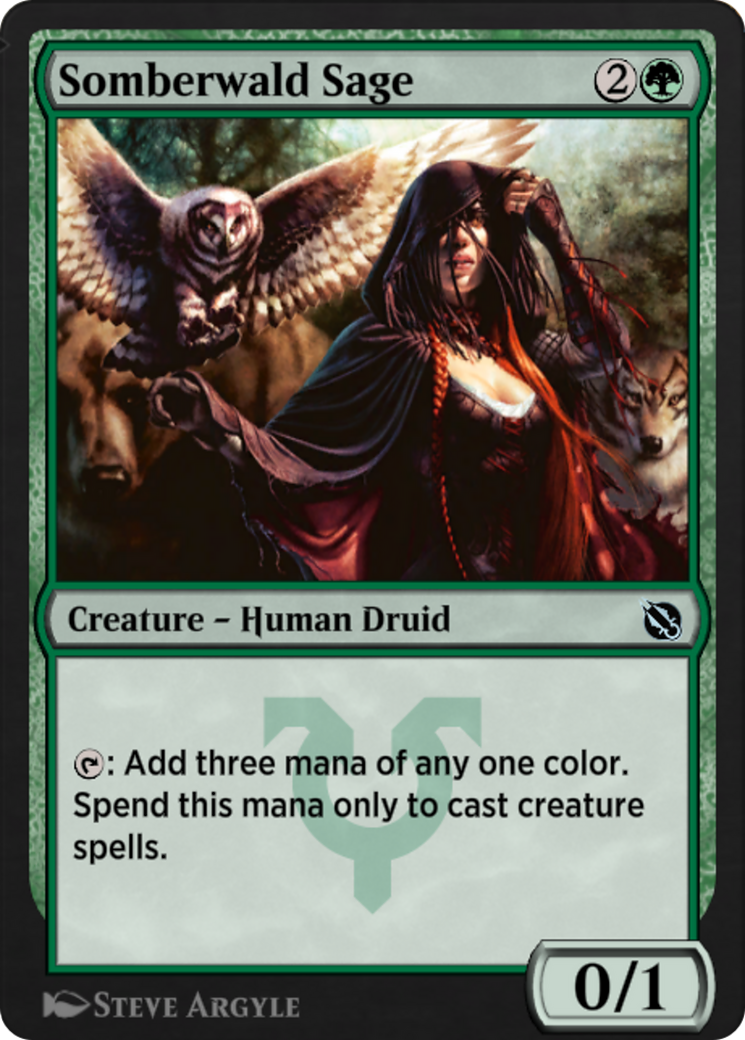 Somberwald Sage 2
Creature – Human Druid
: Add three mana of any one color.
Spend this mana only to cast creature
spells.
0/1
Steve Argyle